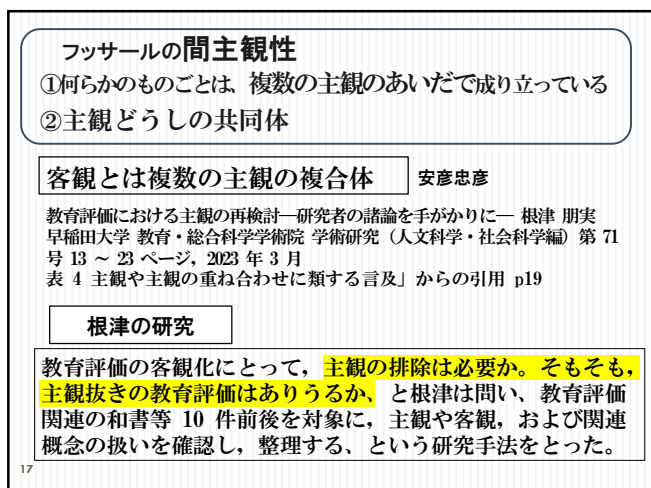 フッサールの間主観性
①何らかのものごとは、複数の主観のあいだで成り立っている
②主観どうしの共同体
客観とは複数の主観の複合体 安彦忠彦
教育評価における主観の再検討―研究者の諸論を手がかりに― 根津 朋実
早稲田大学 教育・総合科学学術院 学術研究（人文科学・社会科学編）第 71
号 13 ～ 23 ページ，2023 年 3 月
表 4 主観や主観の重ね合わせに類する言及」からの引用 p19
根津の研究
教育評価の客観化にとって，主観の排除は必要か。そもそも，
主観抜きの教育評価はありうるか、と根津は問い、教育評価
関連の和書等 10 件前後を対象に，主観や客観，および関連
概念の扱いを確認し，整理する、という研究手法をとった。
17